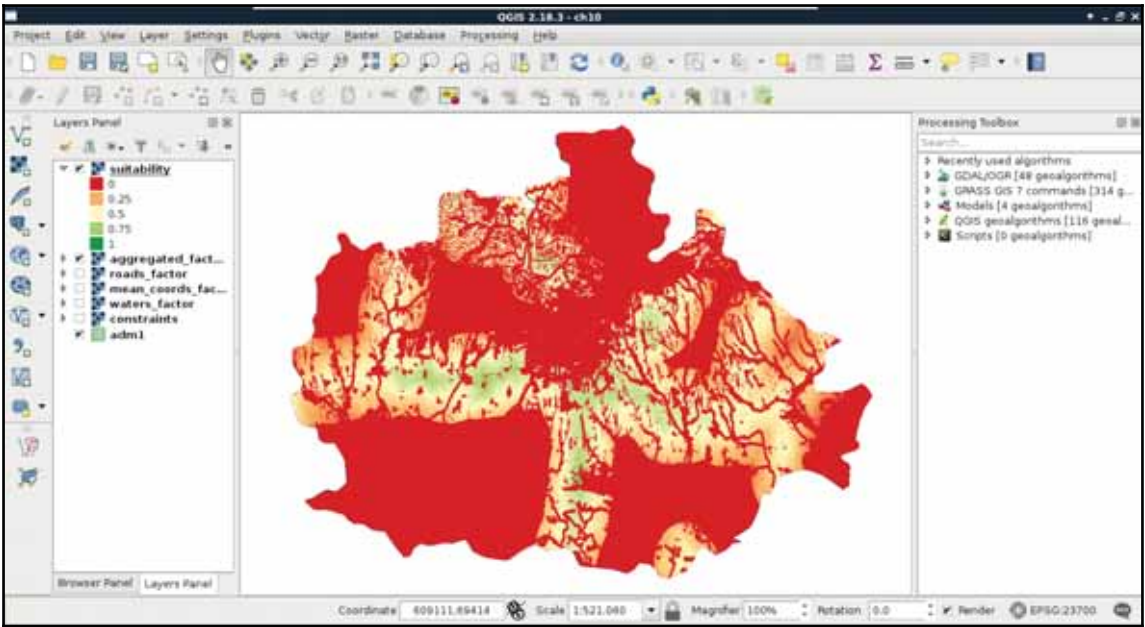 QGIS 2.18.3 - ch10
Project Edit View Layer Settings Plugins Vector Raster Database Processing Help
Layers Panel
suitability
0
0.25
0.5
0.75
1
aggregated_fact...
roads_factor
mean_coords_fac...
waters_factor
constraints
adm1
Browser Panel Layers Panel
Processing Toolbox
Search...
Recently used algorithms
GDAL/OGR [48 geoalgorithms]
GRASS GIS 7 commands [314 g...
Models [4 geoalgorithms]
QGIS geoalgorithms [116 geoal...
Scripts [0 geoalgorithms]
Coordinate 609111,69414 Scale 1:521.060 Magnifier 100% Rotation 0.0 Render EPSG:23700